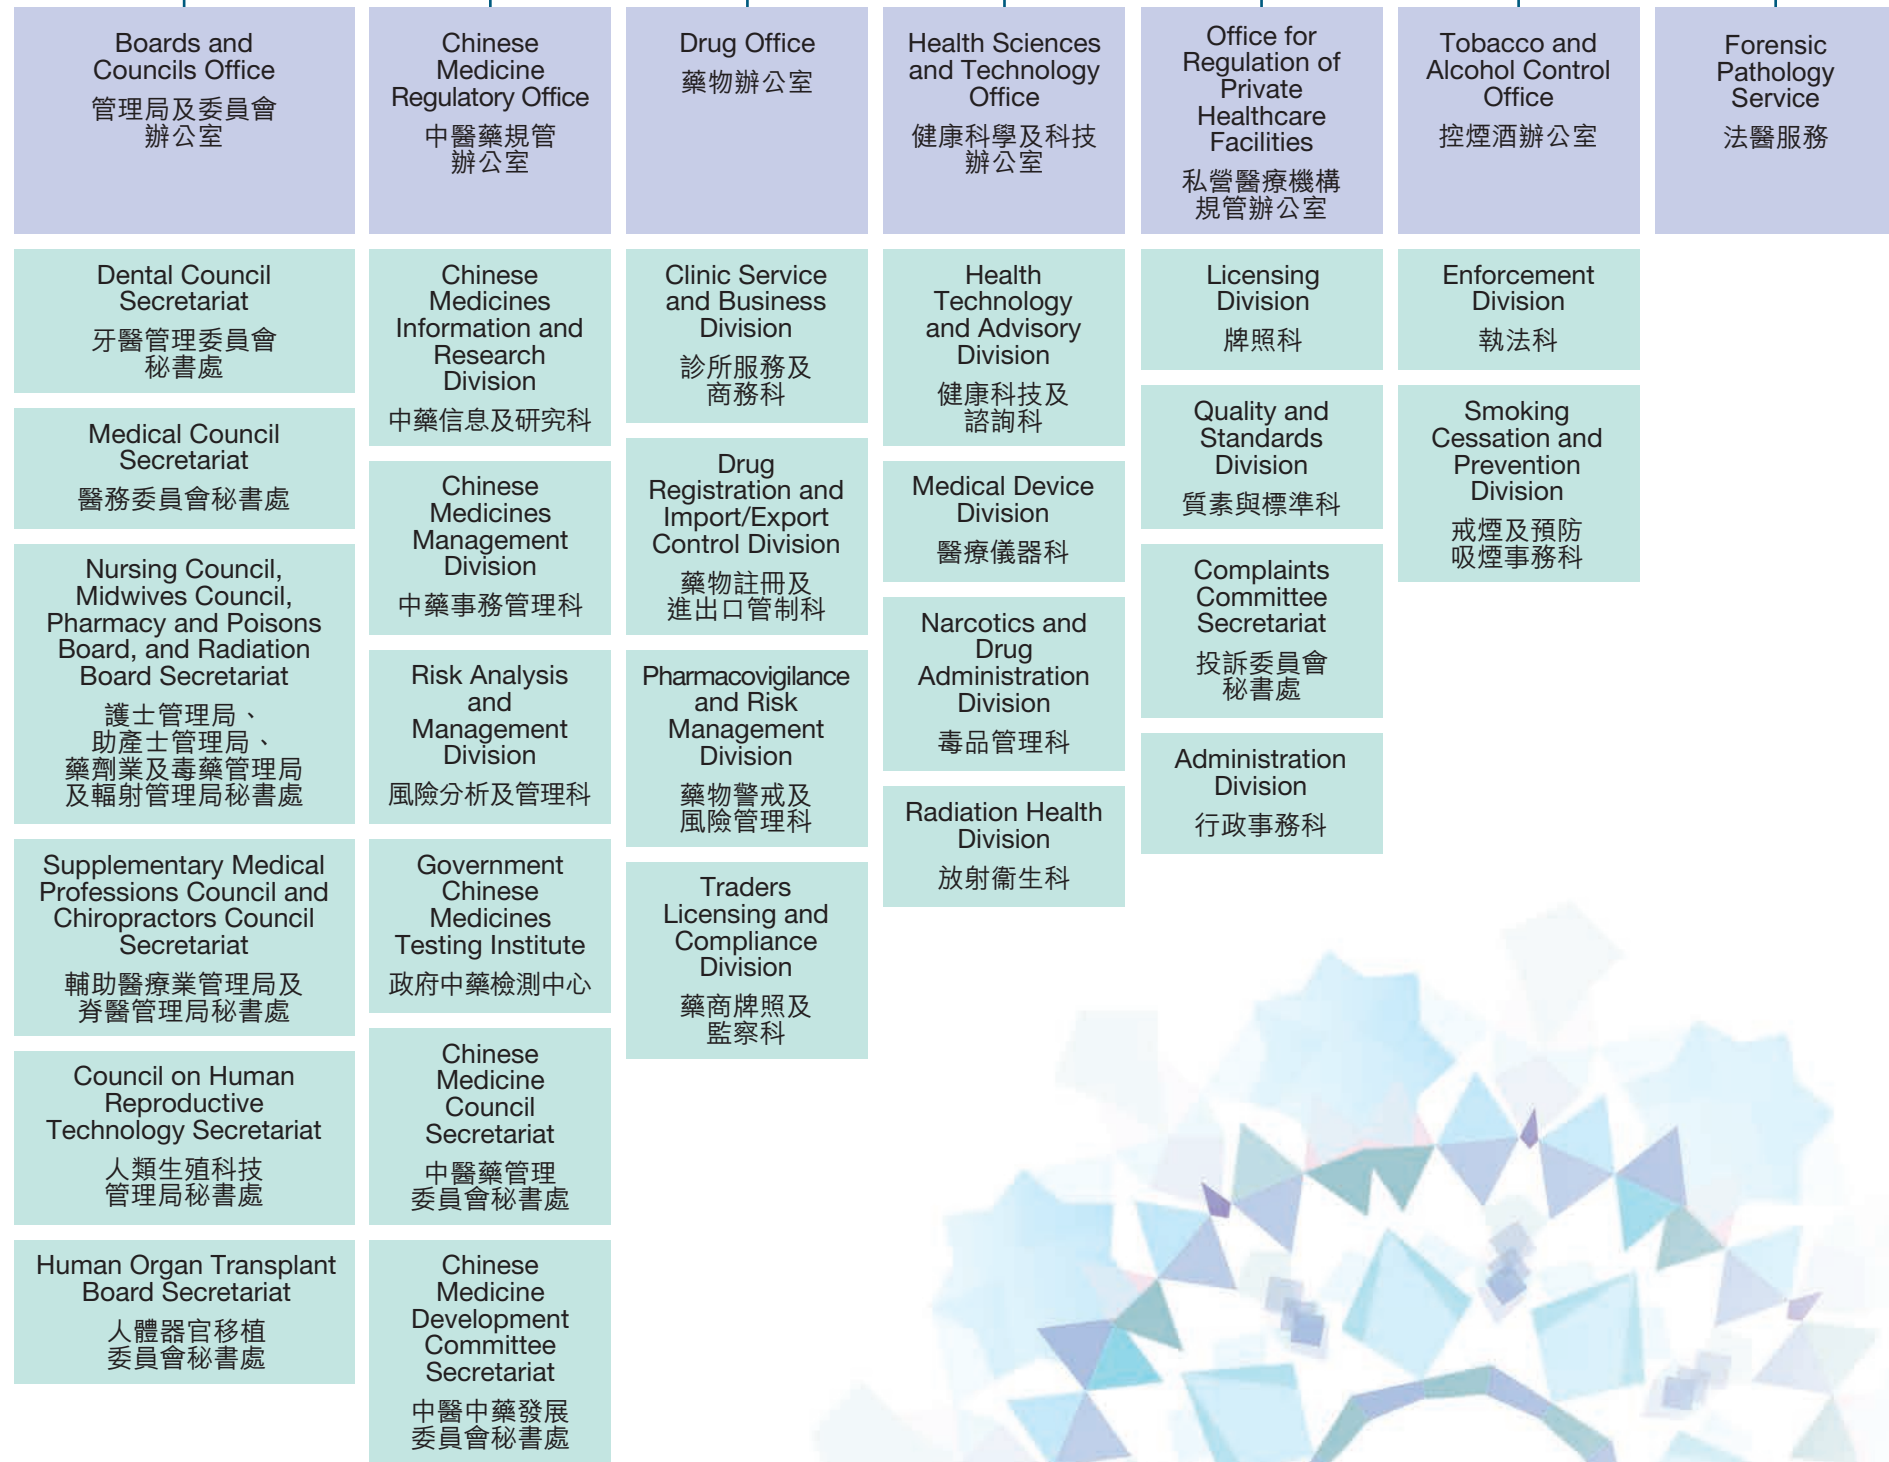 Boards and
Councils Office
管理局及委員會
辦公室
Dental Council
Secretariat
牙醫管理委員會
秘書處
Medical Council
Secretariat
醫務委員會秘書處
Nursing Council,
Midwives Council,
Pharmacy and Poisons
Board, and Radiation
Board Secretariat
護士管理局、
助產士管理局、
藥劑業及毒藥管理局
及輻射管理局秘書處
Supplementary Medical
Professions Council and
Chiropractors Council
Secretariat
輔助醫療業管理局及
脊醫管理局秘書處
Council on Human
Reproductive
Technology Secretariat
人類生殖科技
管理局秘書處
Human Organ Transplant
Board Secretariat
人體器官移植
委員會秘書處
Chinese
Medicine
Regulatory Office
中醫藥規管
辦公室
Chinese
Medicines
Information and
Research
Division
中藥信息及研究科
Chinese
Medicines
Management
Division
中藥事務管理科
Risk Analysis
and
Management
Division
風險分析及管理科
Government
Chinese
Medicines
Testing Institute
政府中藥檢測中心
Chinese
Medicine
Council
Secretariat
中醫藥管理
委員會秘書處
Chinese
Medicine
Development
Committee
Secretariat
中醫中藥發展
委員會秘書處
Drug Office
藥物辦公室
Clinic Service
and Business
Division
診所服務及
商務科
Drug
Registration and
Import/Export
Control Division
藥物註冊及
進出口管制科
Pharmacovigilance
and Risk
Management
Division
藥物警戒及
風險管理科
Traders
Licensing and
Compliance
Division
藥商牌照及
監察科
Health Sciences
and Technology
Office
健康科學及科技
辦公室
Health
Technology
and Advisory
Division
健康科技及
諮詢科
Medical Device
Division
醫療儀器科
Narcotics and
Drug
Administration
Division
毒品管理科
Radiation Health
Division
放射衞生科
Office for
Regulation of
Private
Healthcare
Facilities
私營醫療機構
規管辦公室
Licensing
Division
牌照科
Quality and
Standards
Division
質素與標準科
Complaints
Committee
Secretariat
投訴委員會
秘書處
Administration
Division
行政事務科
Tobacco and
Alcohol Control
Office
控煙酒辦公室
Enforcement
Division
執法科
Smoking
Cessation and
Prevention
Division
戒煙及預防
吸煙事務科
Forensic
Pathology
Service
法醫服務